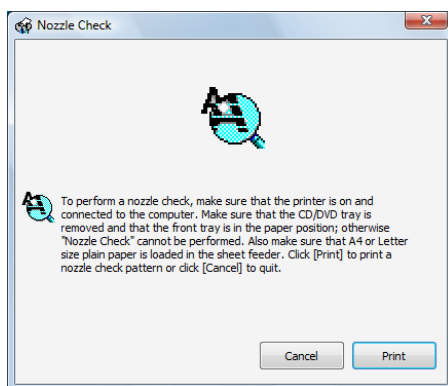 Nozzle Check
To perform a nozzle check, make sure that the printer is on and
connected to the computer. Make sure that the CD/DVD tray is
removed and that the front tray is in the paper position; otherwise
"Nozzle Check" cannot be performed. Also make sure that A4 or Letter
size plain paper is loaded in the sheet feeder. Click [Print] to print a
nozzle check pattern or click [Cancel] to quit.
Cancel Print